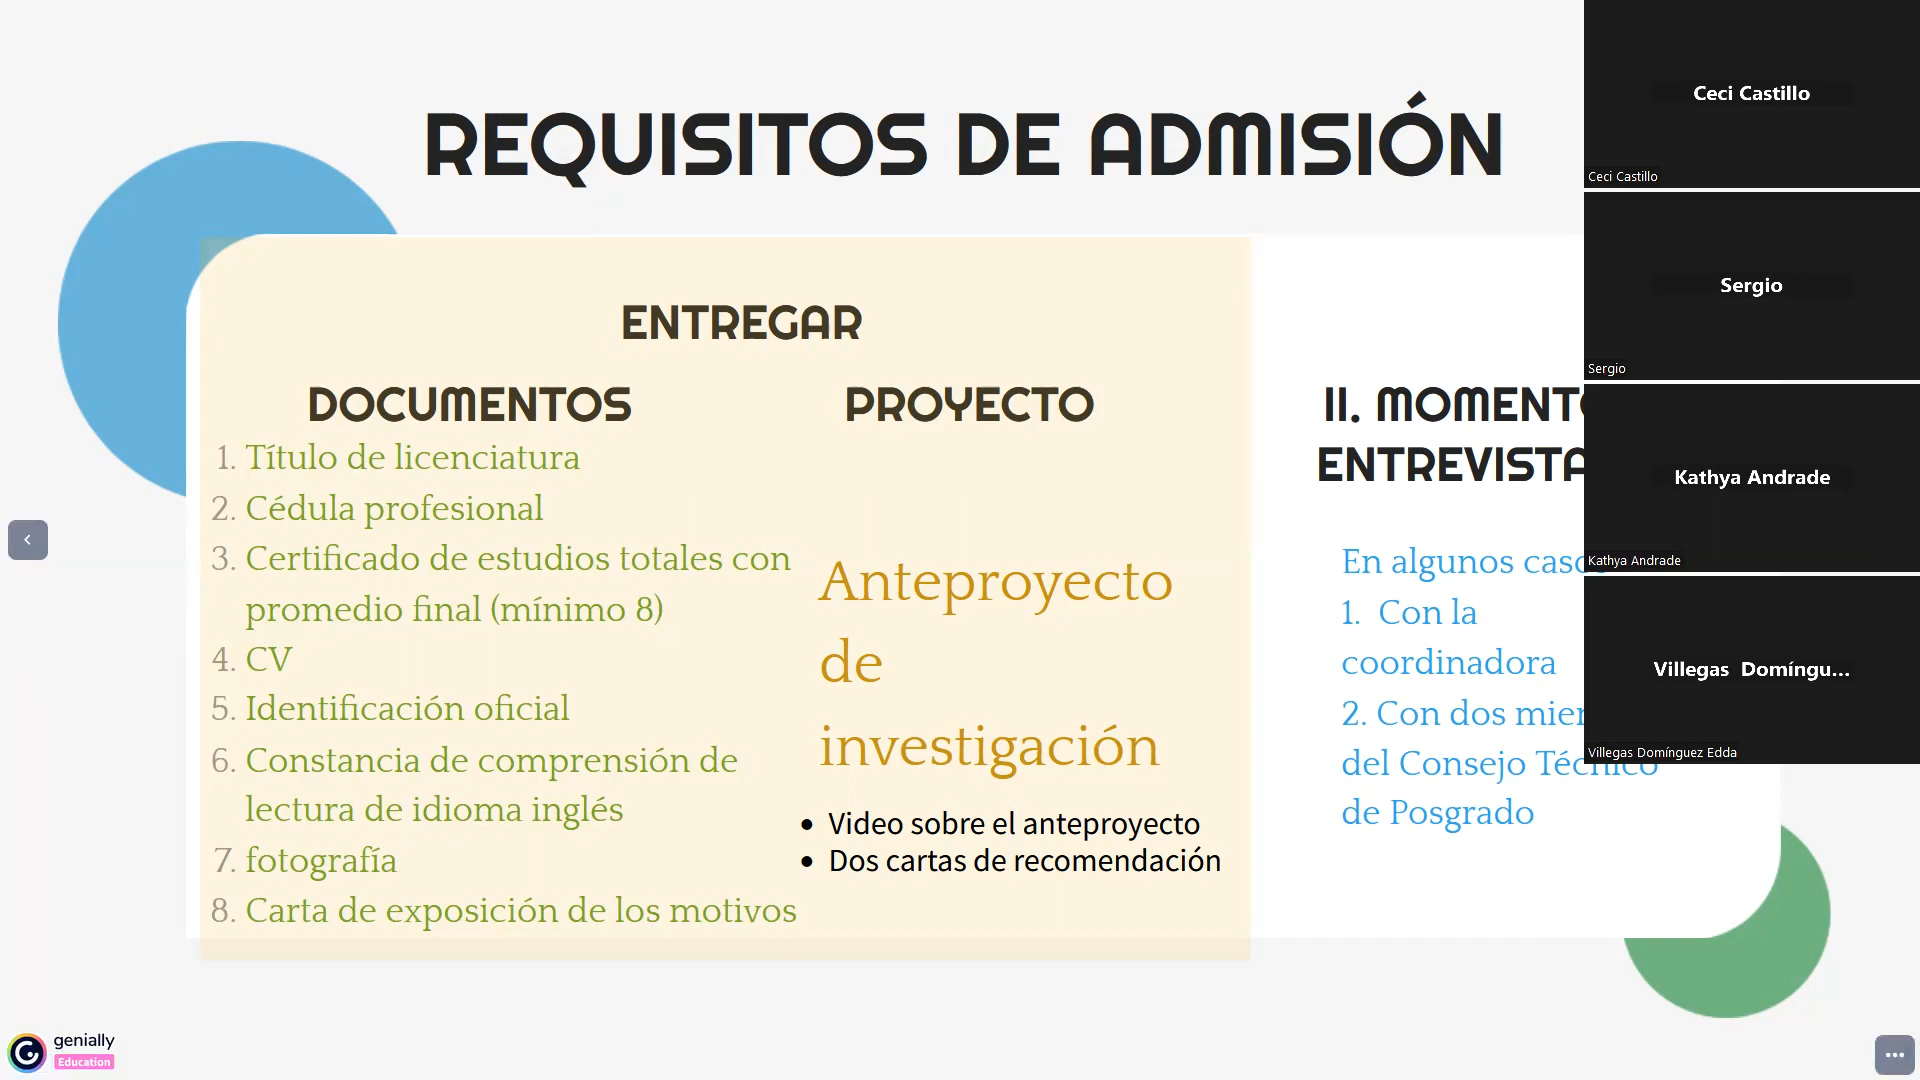 REQUISITOS DE ADMISIÓN
ENTREGAR
DOCUMENTOS
1. Título de licenciatura
2. Cédula profesional
3. Certificado de estudios totales con
promedio final (mínimo 8)
4. CV
5. Identificación oficial
6. Constancia de comprensión de
lectura de idioma inglés
7. fotografía
8. Carta de exposición de los motivos
PROYECTO
Anteproyecto
de
investigación
• Video sobre el anteproyecto
• Dos cartas de recomendación
II.
ENTREVISTA
En algunos
1. Con la
coordinadora
2. Con dos
del Consejo Técnico
de Posgrado
Ceci Castillo
Ceci Castillo
Sergio
Sergio
Kathya Andrade
Kathya Andrade
Villegas Domíngu...
Villegas Domínguez Edda
genially
Education